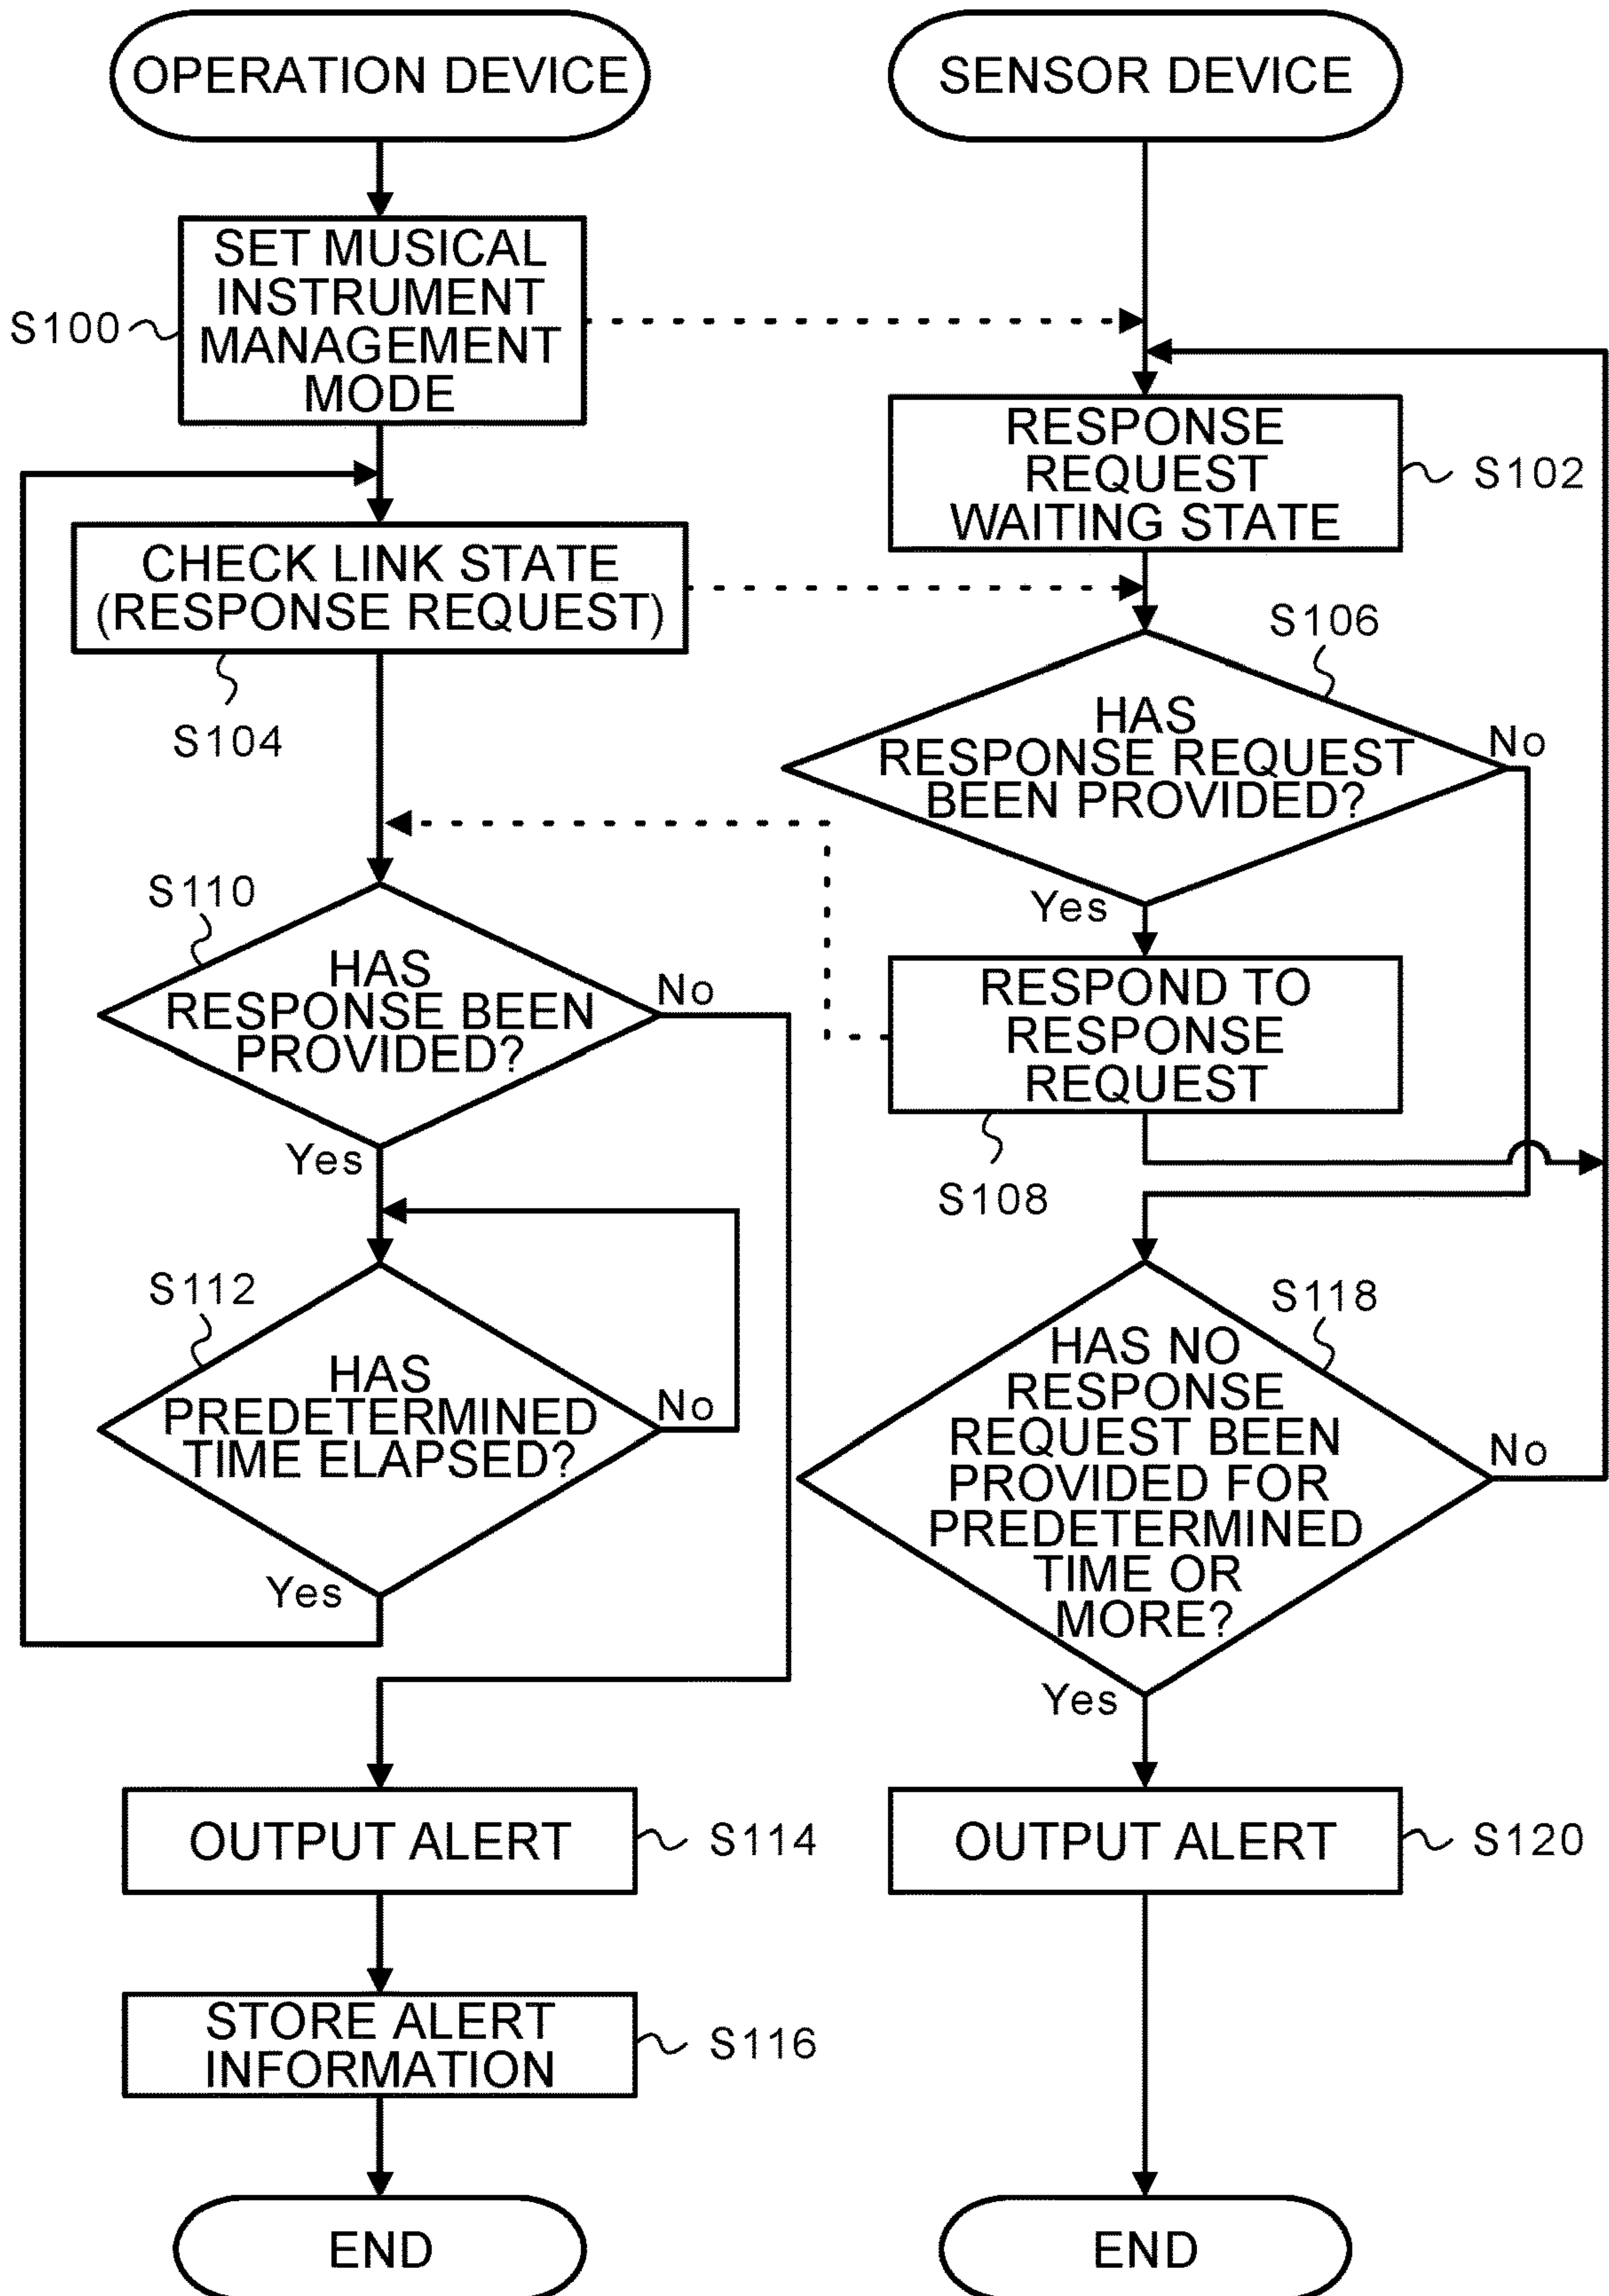 OPERATION DEVICE
SENSOR DEVICE
SET MUSICAL
INSTRUMENT
MANAGEMENT
MODE
S100
RESPONSE
REQUEST
WAITING STATE
S102
CHECK LINK STATE
(RESPONSE REQUEST)
S104
S106
HAS
RESPONSE REQUEST
BEEN PROVIDED?
No
Yes
S110
HAS
RESPONSE BEEN
PROVIDED?
No
Yes
RESPOND TO
RESPONSE
REQUEST
S108
S112
HAS
PREDETERMINED
TIME ELAPSED?
No
Yes
S118
HAS NO
RESPONSE
REQUEST BEEN
PROVIDED FOR
PREDETERMINED
TIME OR
MORE?
No
Yes
OUTPUT ALERT
S114
OUTPUT ALERT
S120
STORE ALERT
INFORMATION
S116
END
END